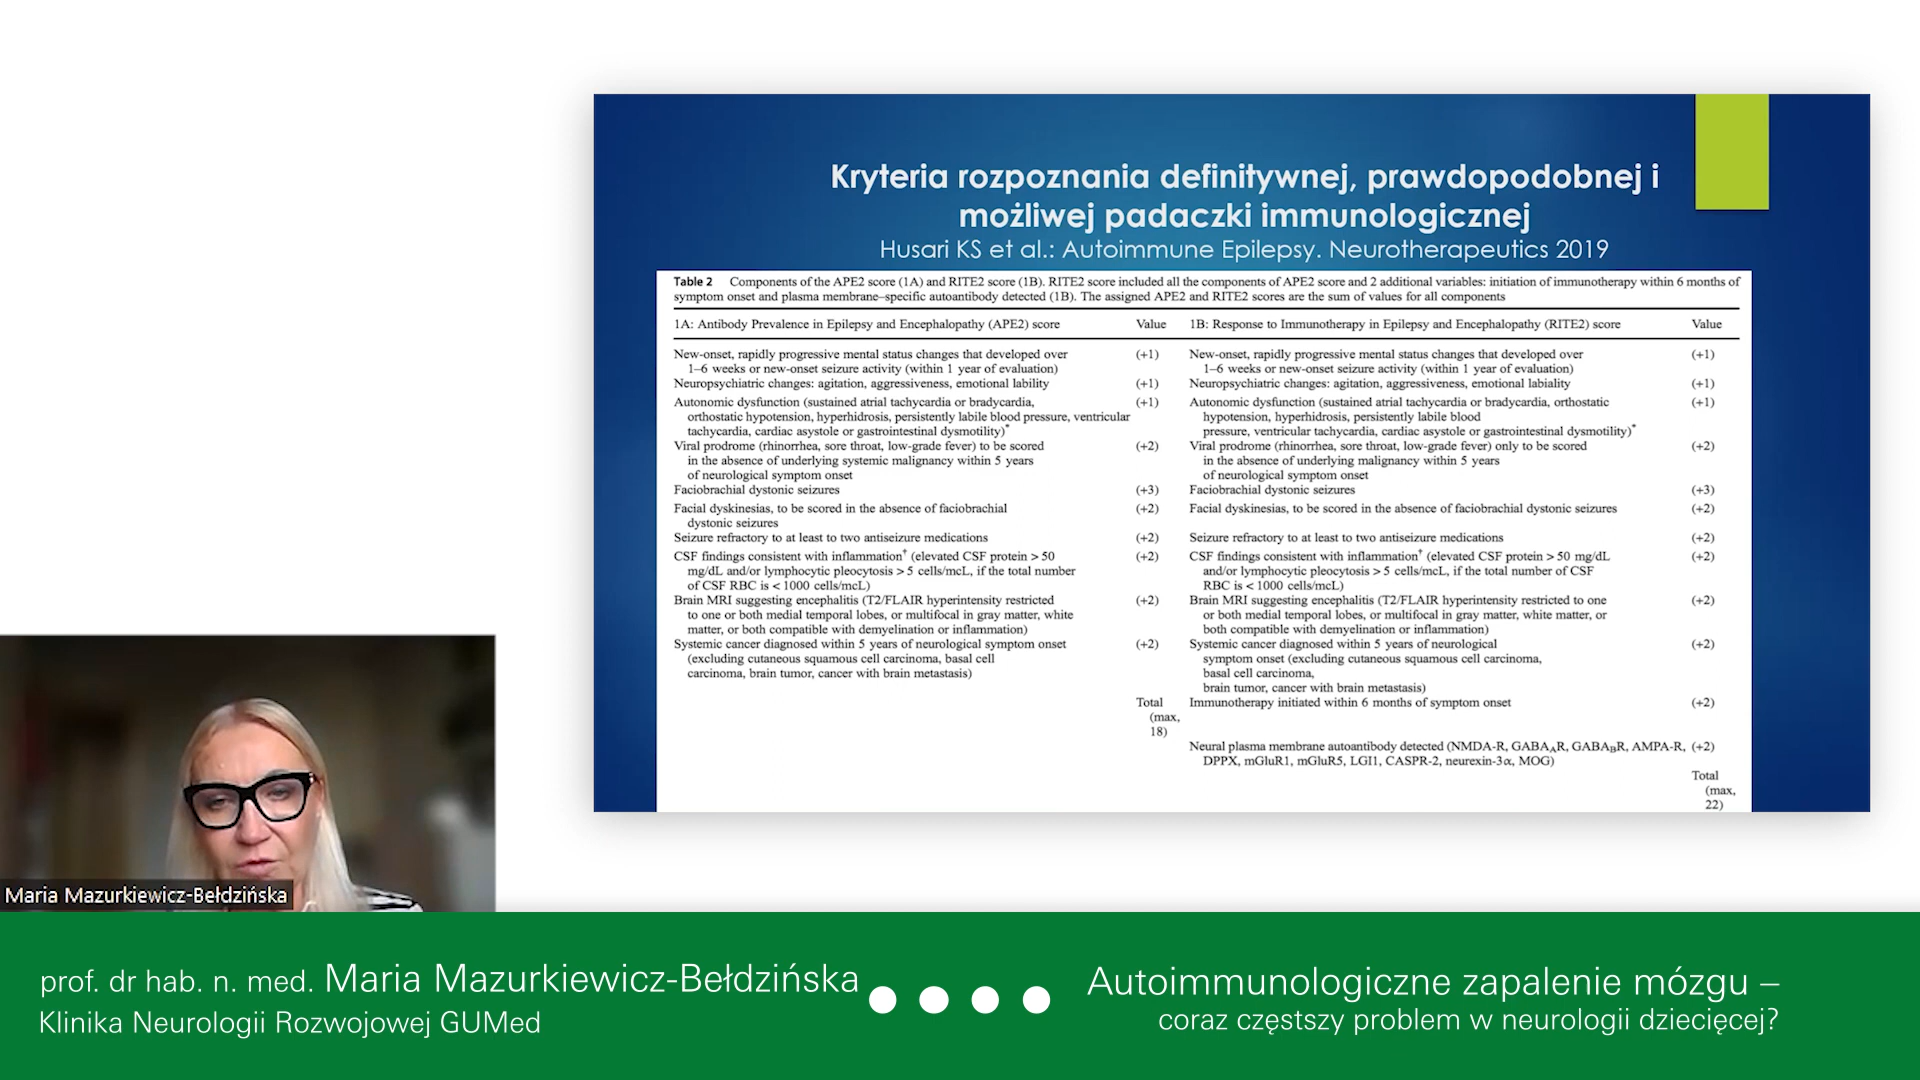 Kryteria rozpoznania definitywnej, prawdopodobnej i
możliwej padaczki immunologicznej
Husari KS et al.: Autoimmune Epilepsy. Neurotherapeutics 2019
Table 2 Components of the APE2 score (1A) and RITE2 score (1B). RITE2 score included all the components of APE2 score and 2 additional variables: initiation of immunotherapy within 6 months of
symptom onset and plasma membrane–specific autoantibody detected (1B). The assigned APE2 and RITE2 scores are the sum of values for all components
1A: Antibody Prevalence in Epilepsy and Encephalopathy (APE2) score Value 1B: Response to Immunotherapy in Epilepsy and Encephalopathy (RITE2) score Value
New-onset, rapidly progressive mental status changes that developed over (+1)
1–6 weeks or new-onset seizure activity (within 1 year of evaluation)
Neuropsychiatric changes: agitation, aggressiveness, emotional lability (+1)
Autonomic dysfunction (sustained atrial tachycardia or bradycardia, (+1)
orthostatic hypotension, hyperhidrosis, persistently labile blood pressure, ventricular
tachycardia, cardiac asystole or gastrointestinal dysmotility)*
Viral prodrome (rhinorrhea, sore throat, low-grade fever) to be scored (+2)
in the absence of underlying systemic malignancy within 5 years
of neurological symptom onset
Faciobrachial dystonic seizures (+3)
Facial dyskinesias, to be scored in the absence of faciobrachial (+2)
dystonic seizures
Seizure refractory to at least to two antiseizure medications (+2)
CSF findings consistent with inflammation† (elevated CSF protein > 50 (+2)
mg/dL and/or lymphocytic pleocytosis > 5 cells/mcL, if the total number
of CSF RBC is < 1000 cells/mcL)
Brain MRI suggesting encephalitis (T2/FLAIR hyperintensity restricted (+2)
to one or both medial temporal lobes, or multifocal in gray matter, white
matter, or both compatible with demyelination or inflammation)
Systemic cancer diagnosed within 5 years of neurological symptom onset (+2)
(excluding cutaneous squamous cell carcinoma, basal cell
carcinoma, brain tumor, cancer with brain metastasis)
Total
(max,
18)
New-onset, rapidly progressive mental status changes that developed over (+1)
1–6 weeks or new-onset seizure activity (within 1 year of evaluation)
Neuropsychiatric changes: agitation, aggressiveness, emotional labiality (+1)
Autonomic dysfunction (sustained atrial tachycardia or bradycardia, orthostatic (+1)
hypotension, hyperhidrosis, persistently labile blood
pressure, ventricular tachycardia, cardiac asystole or gastrointestinal dysmotility)*
Viral prodrome (rhinorrhea, sore throat, low-grade fever) only to be scored (+2)
in the absence of underlying malignancy within 5 years
of neurological symptom onset
Faciobrachial dystonic seizures (+3)
Facial dyskinesias, to be scored in the absence of faciobrachial dystonic seizures (+2)
Seizure refractory to at least to two antiseizure medications (+2)
CSF findings consistent with inflammation† (elevated CSF protein > 50 mg/dL (+2)
and/or lymphocytic pleocytosis > 5 cells/mcL, if the total number of CSF
RBC is < 1000 cells/mcL)
Brain MRI suggesting encephalitis (T2/FLAIR hyperintensity restricted to one (+2)
or both medial temporal lobes, or multifocal in gray matter, white matter, or
both compatible with demyelination or inflammation)
Systemic cancer diagnosed within 5 years of neurological (+2)
symptom onset (excluding cutaneous squamous cell carcinoma,
basal cell carcinoma,
brain tumor, cancer with brain metastasis)
Immunotherapy initiated within 6 months of symptom onset (+2)
Neural plasma membrane autoantibody detected (NMDA-R, GABAAR, GABABR, AMPA-R, (+2)
DPPX, mGluR1, mGluR5, LGI1, CASPR-2, neurexin-3α, MOG)
Total
(max,
22)
Maria Mazurkiewicz-Bełdzińska
prof. dr hab. n. med. Maria Mazurkiewicz-Bełdzińska
Klinika Neurologii Rozwojowej GUMed
Autoimmunologiczne zapalenie mózgu –
coraz częstszy problem w neurologii dziecięcej?